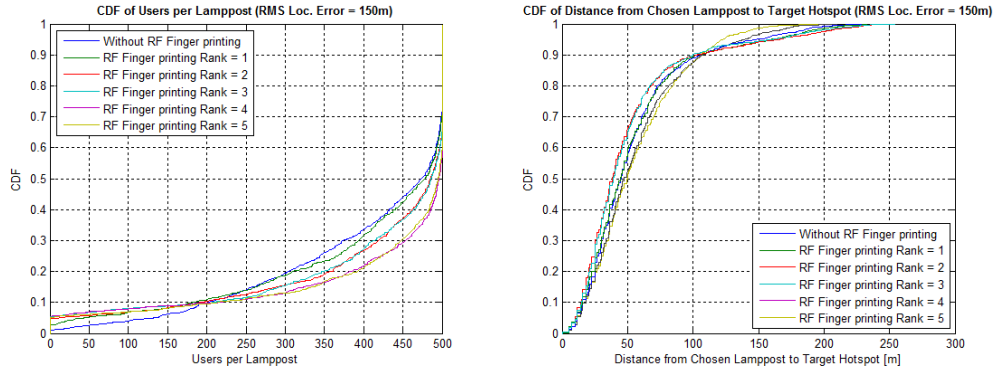 CDF of Users per Lamppost (RMS Loc. Error = 150m)
1
0.9
0.8
0.7
0.6
0.5
0.4
0.3
0.2
0.1
0
CDF
Without RF Finger printing
RF Finger printing Rank = 1
RF Finger printing Rank = 2
RF Finger printing Rank = 3
RF Finger printing Rank = 4
RF Finger printing Rank = 5
0 50 100 150 200 250 300 350 400 450 500
Users per Lamppost
CDF of Distance from Chosen Lamppost to Target Hotspot (RMS Loc. Error = 150m)
1
0.9
0.8
0.7
0.6
0.5
0.4
0.3
0.2
0.1
0
CDF
Without RF Finger printing
RF Finger printing Rank = 1
RF Finger printing Rank = 2
RF Finger printing Rank = 3
RF Finger printing Rank = 4
RF Finger printing Rank = 5
0 50 100 150 200 250 300
Distance from Chosen Lamppost to Target Hotspot [m]